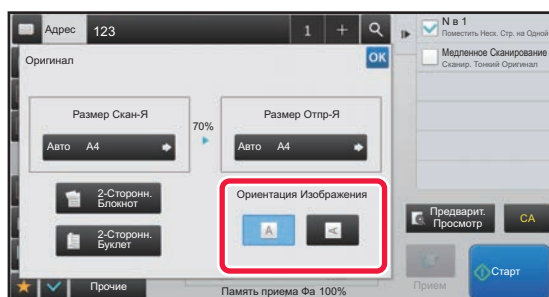 Адрес 123 1 +
N в 1
Поместить Неск. Стр. на Одной
Оригинал OK
Медленное Сканирование
Сканир. Тонкий Оригинал
Размер Скан-Я
70%
Размер Отпр-Я
Авто A4
Авто A4
2-Сторонн.
Блокнот
Ориентация Изображения
A A
2-Сторонн.
Буклет
Предварит.
Просмотр
CA
Прочие
Память приема Фа 100%
Прием
Старт